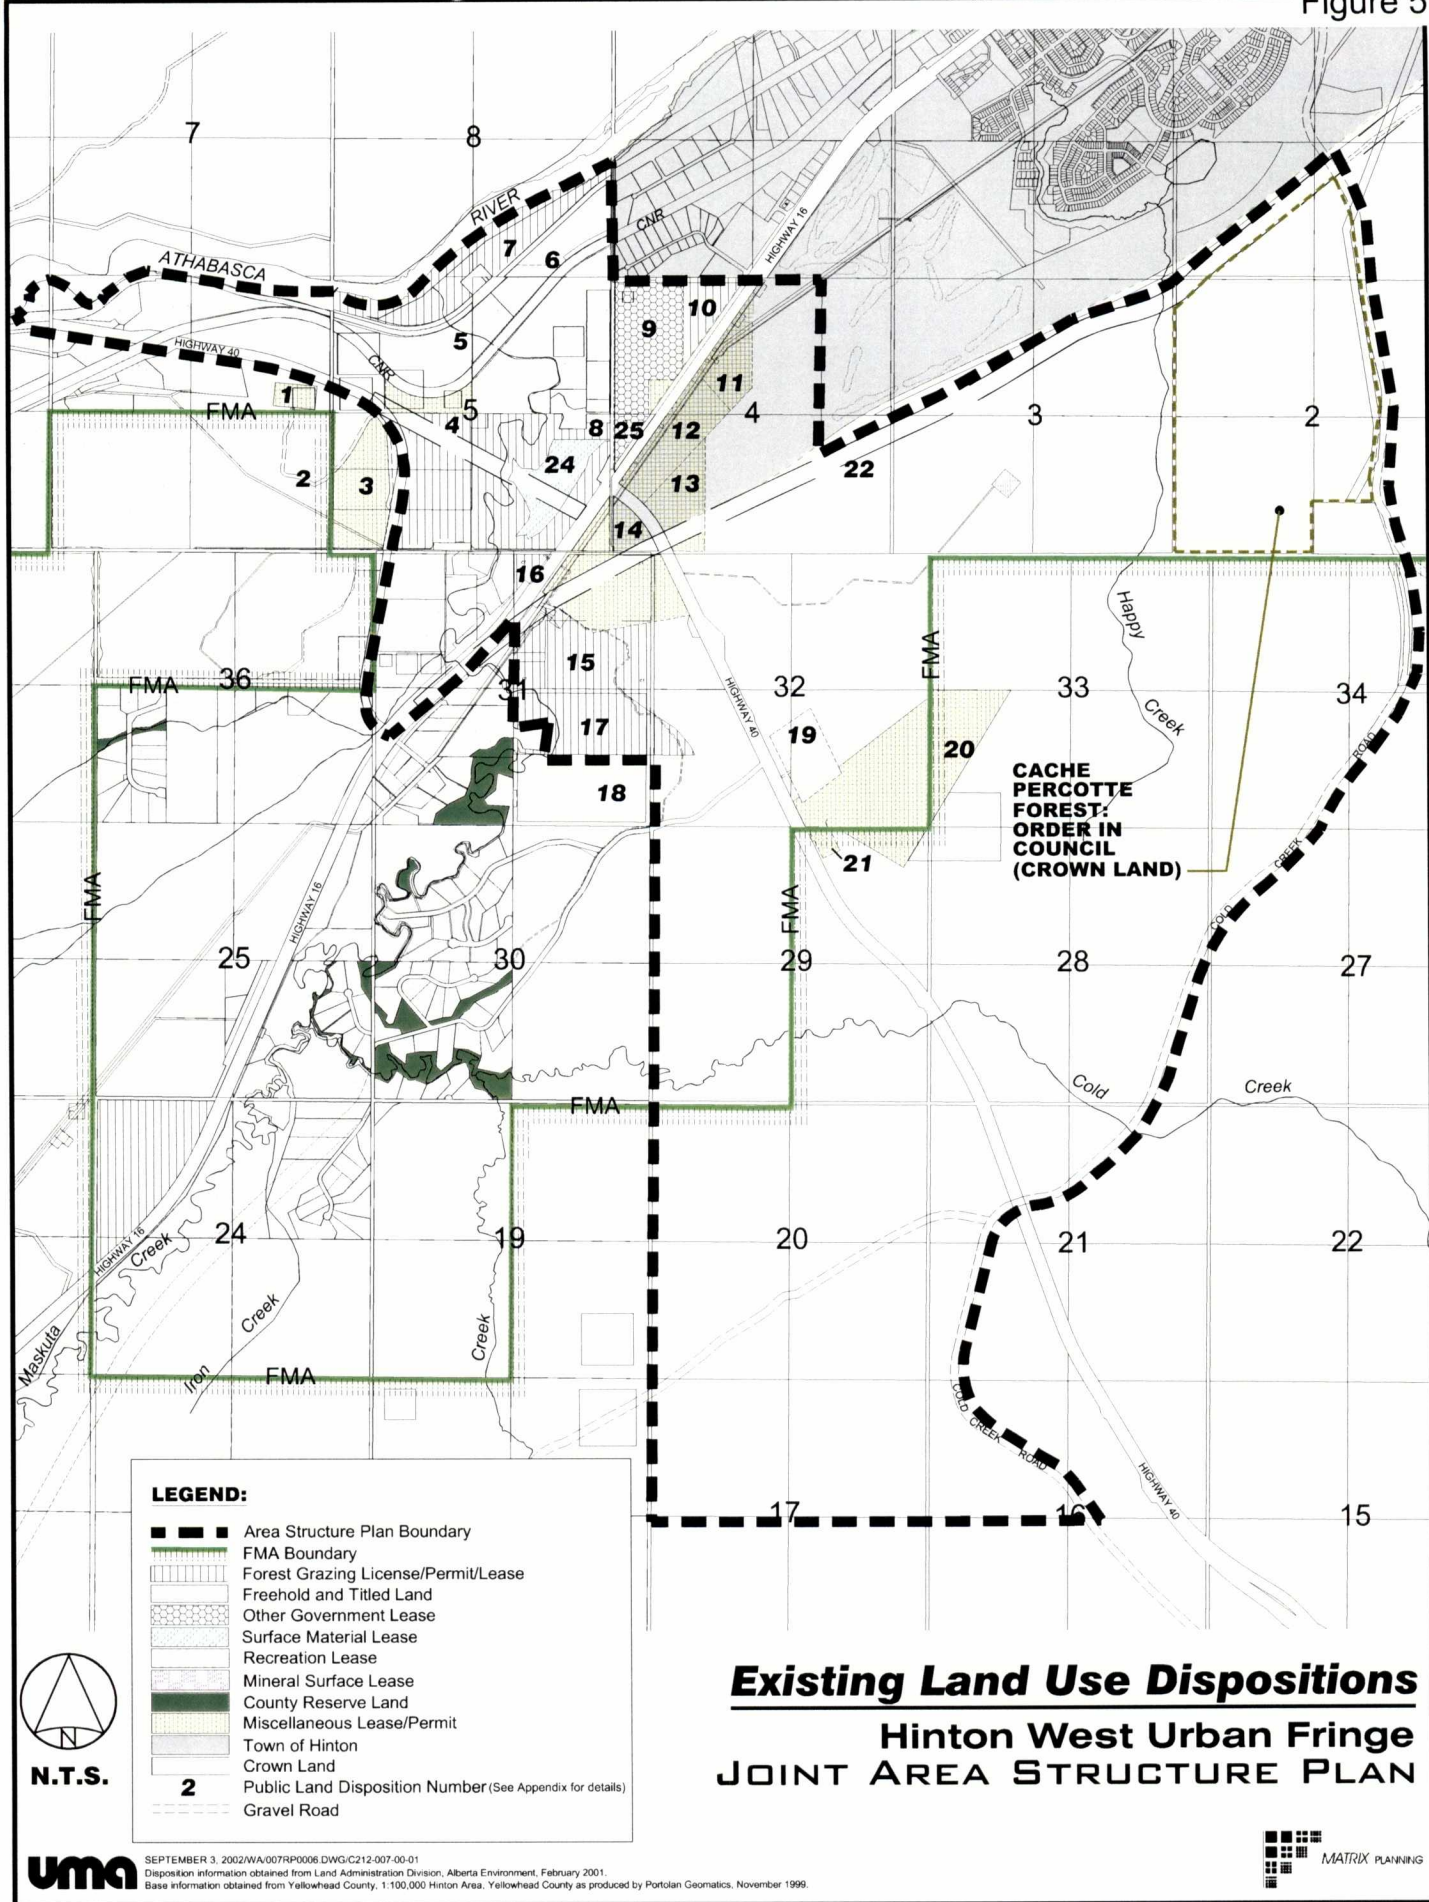 Figure 5
7
8
RIVER
CNR
HIGHWAY 16
ATHABASCA
7
6
10
9
5
HIGHWAY 40
CNR
11
1
FMA
5
4
3
2
4
8
25
12
24
22
2
3
13
14
16
Happy
FMA
15
FMA
36
31
32
33
34
HIGHWAY 40
Creek
17
19
20
ROAD
18
CACHE
PERCOTTE
FOREST:
ORDER IN
COUNCIL
(CROWN LAND)
21
CREEK
FMA
FMA
HIGHWAY 16
COLD
25
30
29
28
27
Cold
Creek
FMA
24
19
20
21
22
HIGHWAY 16
Creek
Creek
Creek
Maskuta
Iron
FMA
COLD
CREEK
ROAD
HIGHWAY 40
17
16
15
LEGEND:
Area Structure Plan Boundary
FMA Boundary
Forest Grazing License/Permit/Lease
Freehold and Titled Land
Other Government Lease
Surface Material Lease
Recreation Lease
Mineral Surface Lease
County Reserve Land
Miscellaneous Lease/Permit
Town of Hinton
Crown Land
2 Public Land Disposition Number (See Appendix for details)
Gravel Road
N
N.T.S.
Existing Land Use Dispositions
Hinton West Urban Fringe
JOINT AREA STRUCTURE PLAN
uma
SEPTEMBER 3, 2002/WA/007RP0006.DWG/C212-007-00-01
Disposition information obtained from Land Administration Division, Alberta Environment, February 2001.
Base information obtained from Yellowhead County, 1:100,000 Hinton Area, Yellowhead County as produced by Portolan Geomatics, November 1999.
MATRIX PLANNING